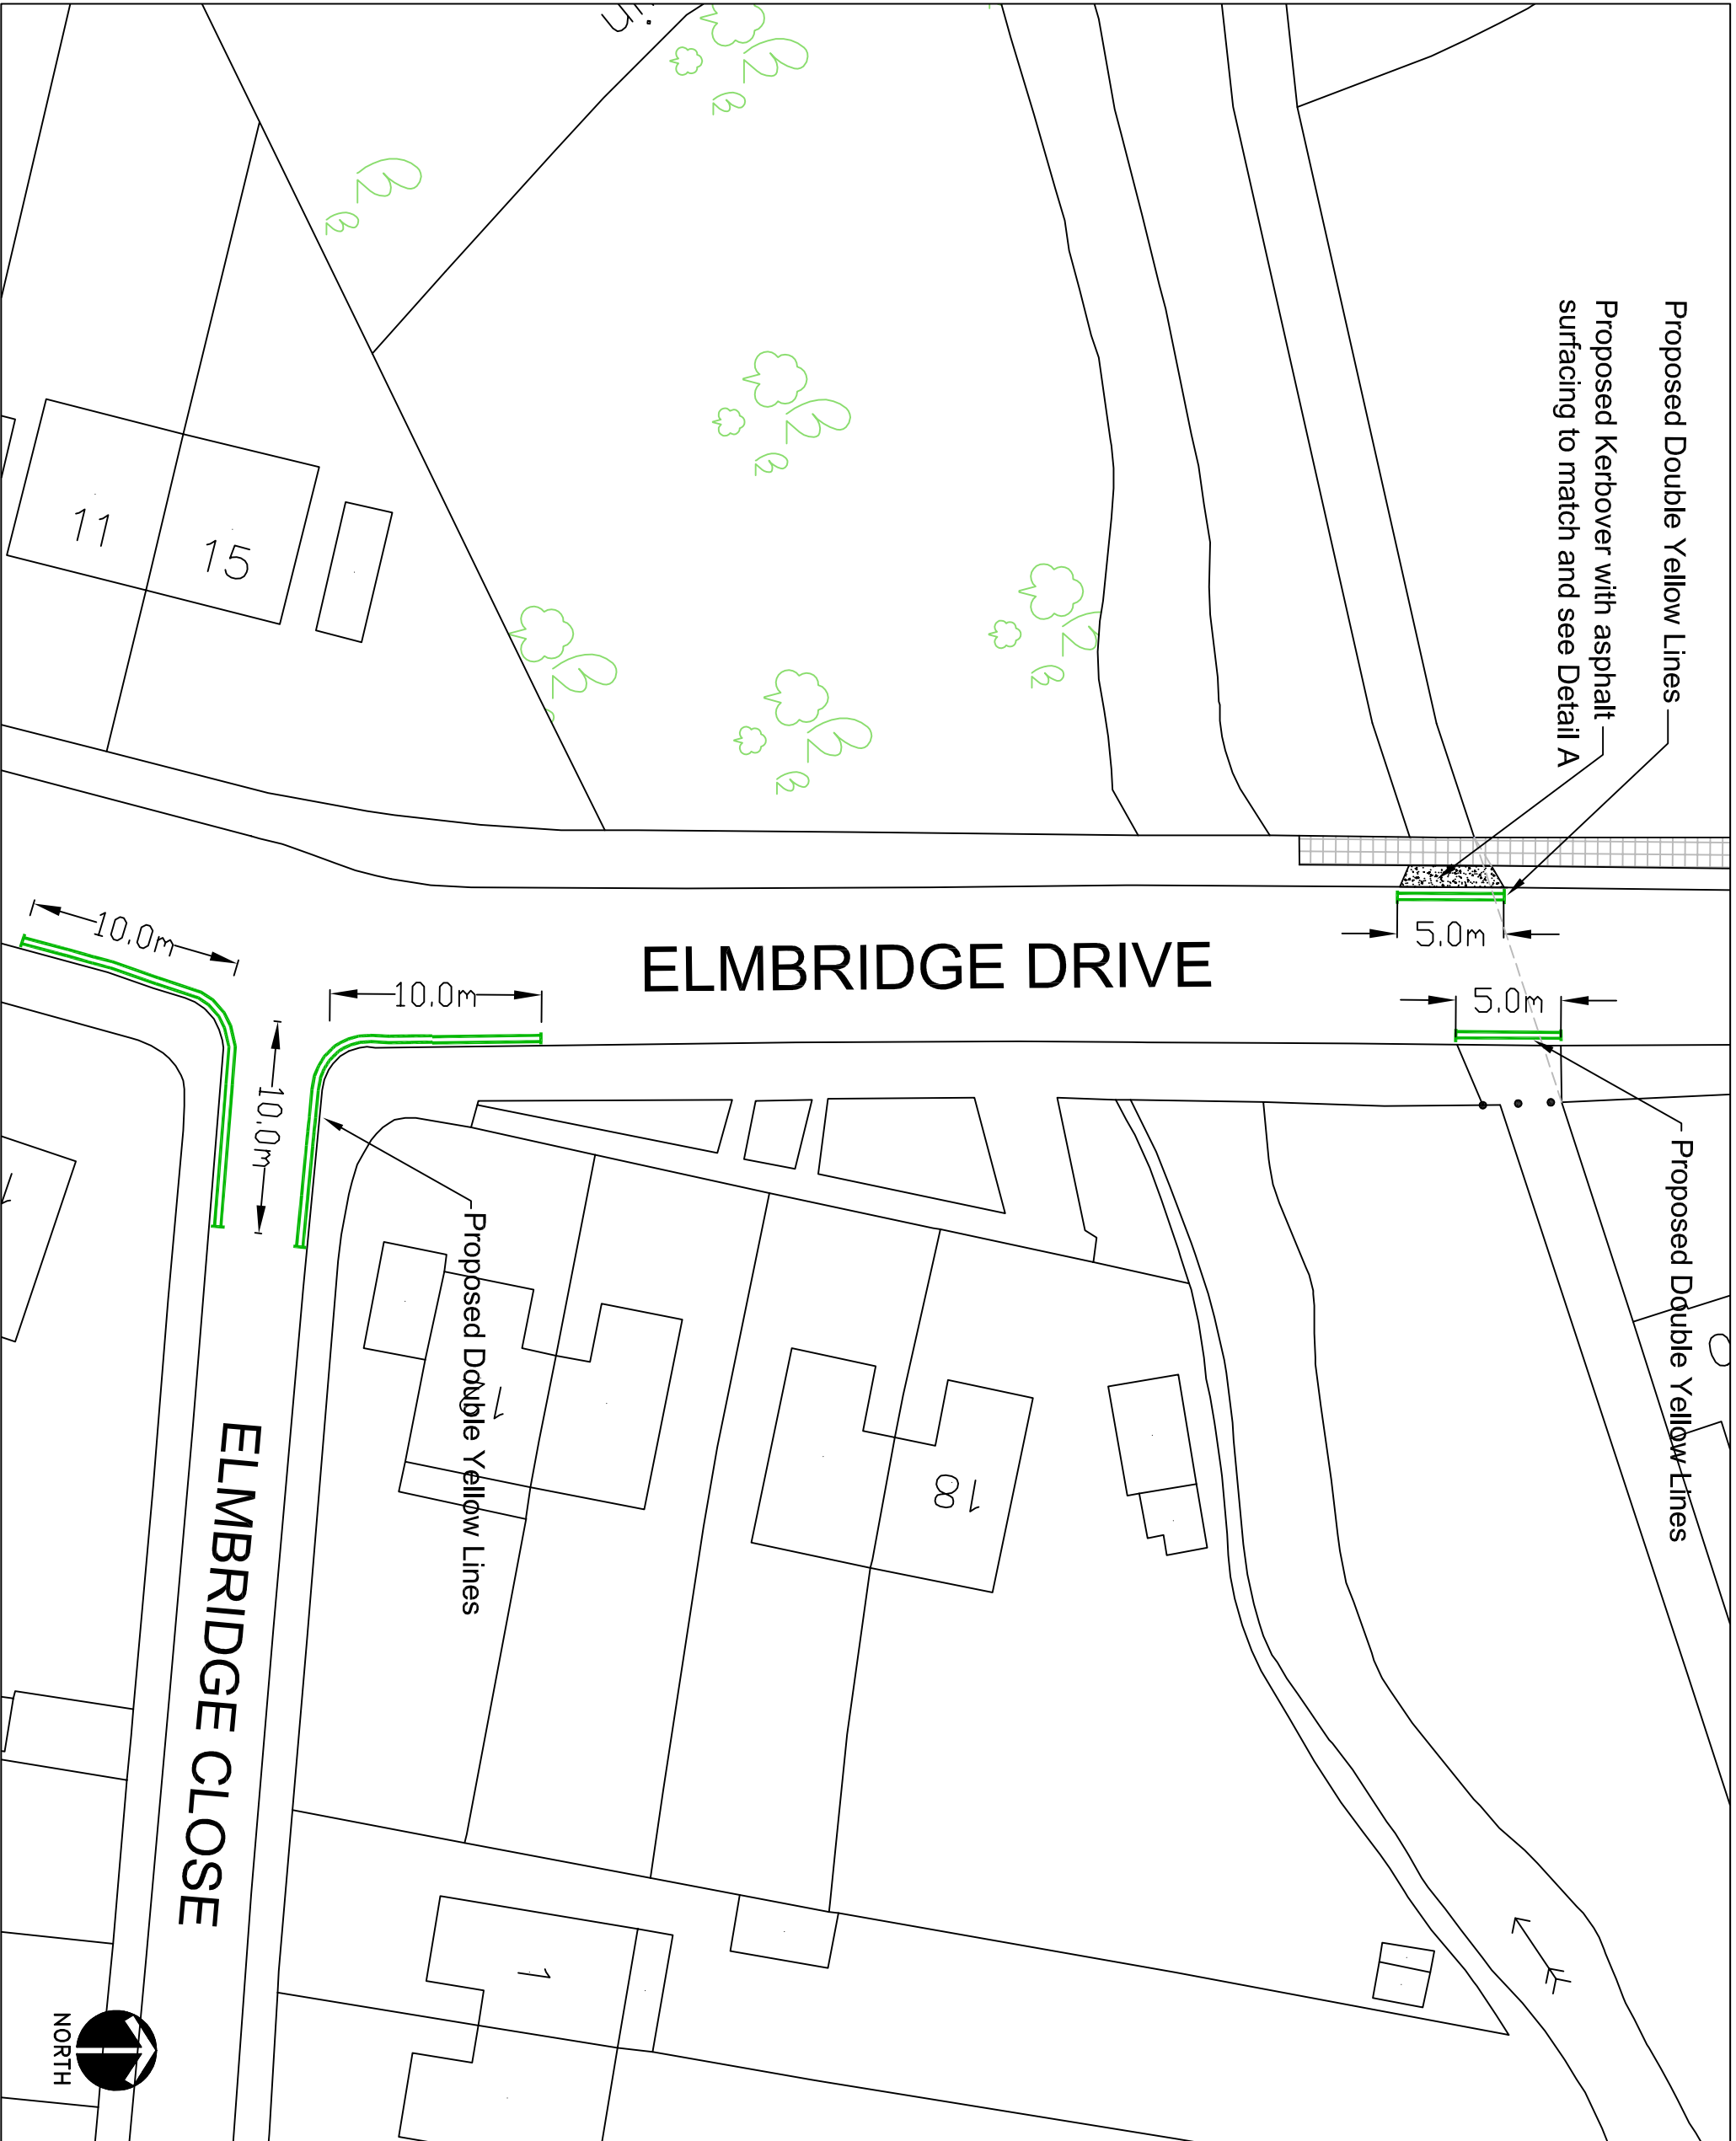 Proposed Double Yellow Lines
Proposed Kerbover with asphalt
surfacing to match and see Detail A
11
15
ELMBRIDGE DRIVE
5.0m
5.0m
10.0m
10.0m
10.0m
Proposed Double Yellow Lines
Proposed Double Yellow Lines
18
ELMBRIDGE CLOSE
1
NORTH